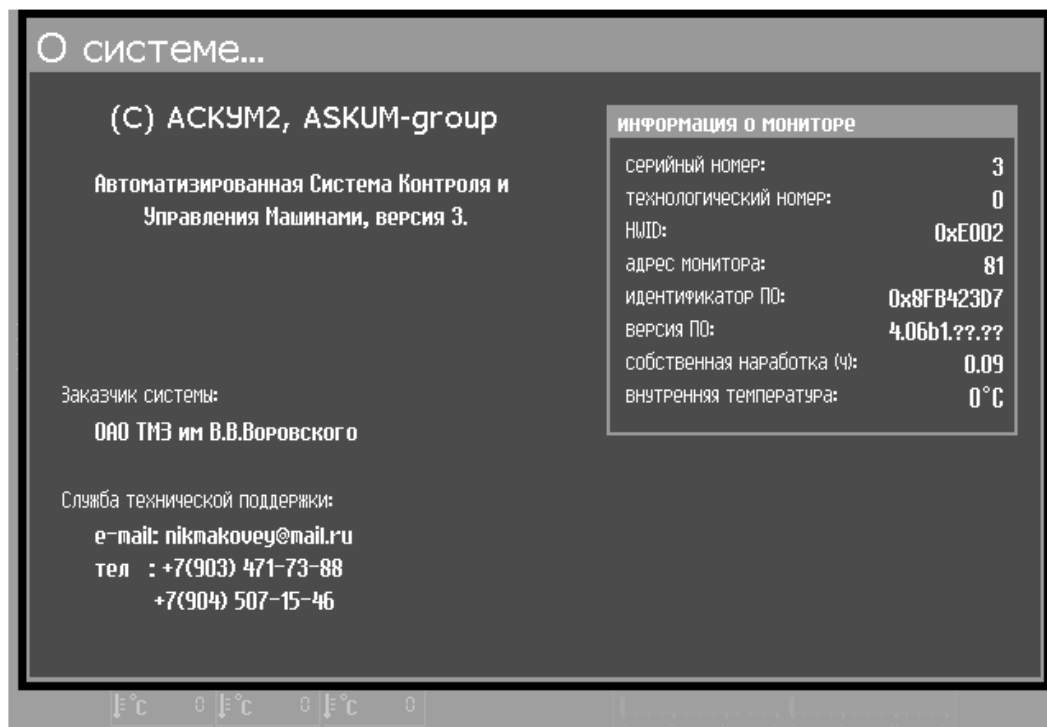 О системе...
(C) АСКУМ2, ASKUM-group
Автоматизированная Система Контроля и
Управления Машинами, версия 3.
Заказчик системы:
ОАО ТМЗ им В.В.Воровского
Служба технической поддержки:
e-mail: nikmakovey@mail.ru
тел : +7(903) 471-73-88
+7(904) 507-15-46
информация о мониторе
серийный номер: 3
технологический номер: 0
HWID: 0xE002
адрес монитора: 81
идентификатор ПО: 0x8FB423D7
версия ПО: 4.06b1.??.??
собственная наработка (ч): 0.09
внутренняя температура: 0°C
°C 0 °C 0 °C 0